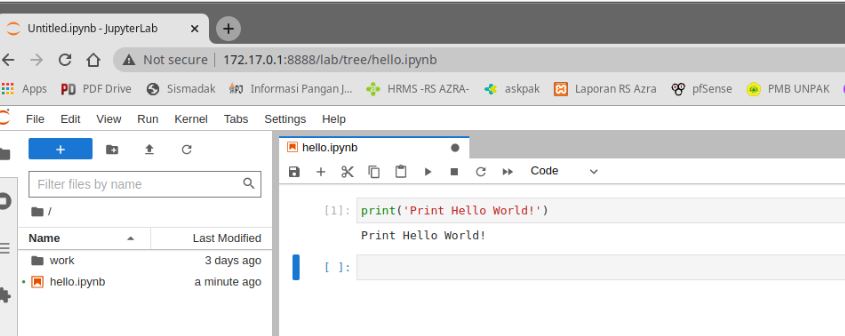 Untitled.ipynb - JupyterLab
Not secure | 172.17.0.1:8888/lab/tree/hello.ipynb
Apps PDF Drive Sismadak Informasi Pangan J... HRMS -RS AZRA- askpak Laporan RS Azra pfSense PMB UNPAK
File Edit View Run Kernel Tabs Settings Help
hello.ipynb
Code
Filter files by name
/
Name Last Modified
work 3 days ago
hello.ipynb a minute ago
[1]: print('Print Hello World!')
Print Hello World!
[ ]: